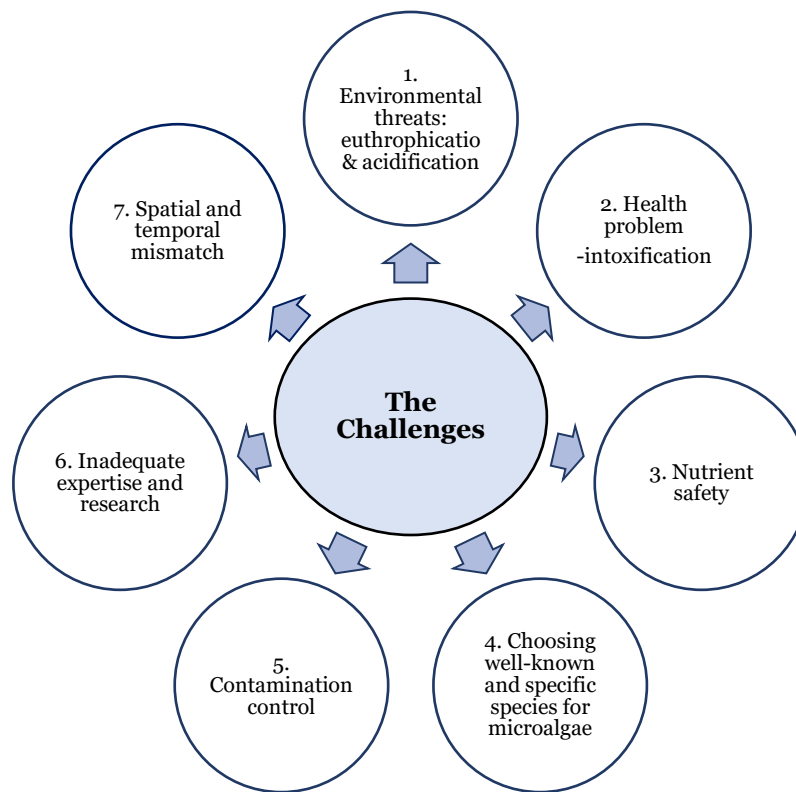 1.
Environmental
threats:
euthrophicatio
& acidification
2. Health
problem
-intoxification
3. Nutrient
safety
4. Choosing
well-known
and specific
species for
microalgae
5.
Contamination
control
6. Inadequate
expertise and
research
7. Spatial and
temporal
mismatch
The
Challenges